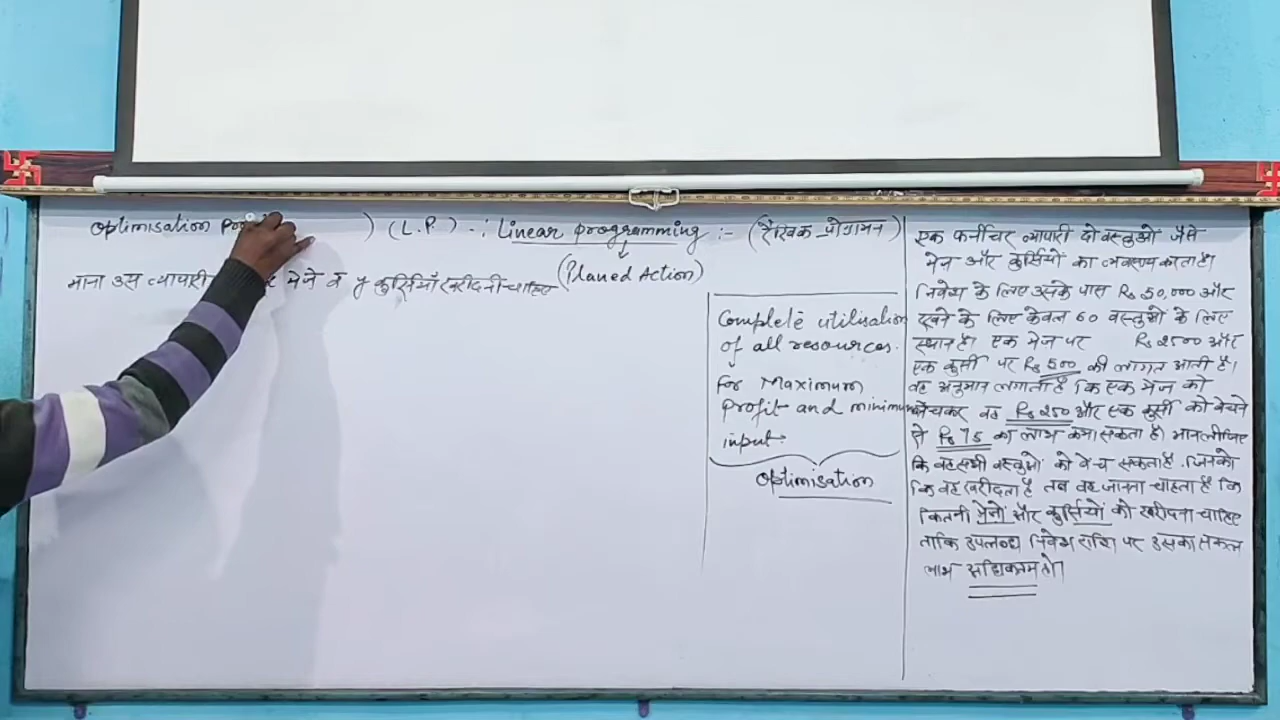 optimisation ) (L.P.) -: Linear programming :- (रैखिक प्रोग्रामन)
(Planed Action)
माना उस व्यापारी मेजें व y कुर्सियाँ खरीदनी चाहिए
Complete utilisation
of all resources.
For Maximum
profit and minimum
input
optimisation
एक फर्नीचर व्यापारी दो वस्तुओं जैसे
मेज और कुर्सियों का व्यवसाय करता है।
निवेश के लिए उसके पास Rs 50,000 और
रखने के लिए केवल 60 वस्तुओं के लिए
स्थान है। एक मेज पर Rs 2500 और
एक कुर्सी पर Rs 500 की लागत आती है।
वह अनुमान लगाता है कि एक मेज को
बेचकर वह Rs 250 और एक कुर्सी को बेचने
से Rs 75 का लाभ कमा सकता है। मान लीजिए
कि वह सभी वस्तुओं को बेच सकता है जिनको
कि वह खरीदता है तब वह जानना चाहता है कि
कितनी मेजों और कुर्सियों को खरीदना चाहिए
ताकि उपलब्ध निवेश राशि पर उसका सकल
लाभ अधिकतम हो।